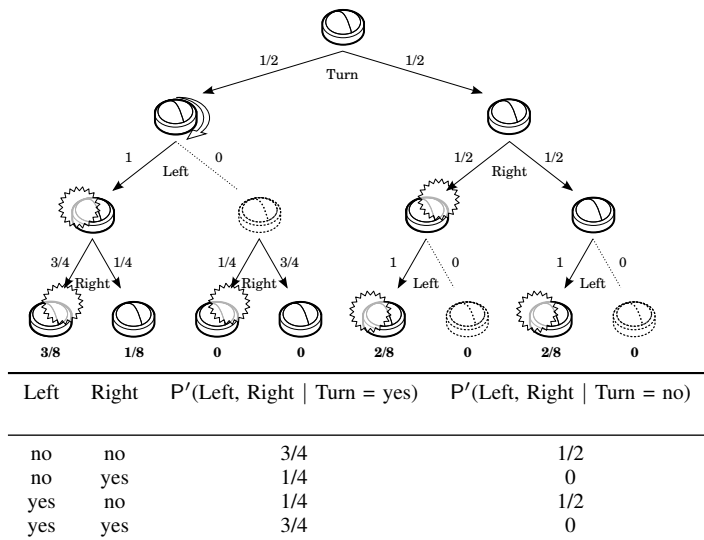 1/2 1/2
Turn
1 0 1/2 1/2
Left Right
3/4 1/4 1/4 3/4 1 0 1 0
Right Right Left Left
3/8 1/8 0 0 2/8 0 2/8 0
Left Right P′(Left, Right | Turn = yes) P′(Left, Right | Turn = no)
no no 3/4 1/2
no yes 1/4 0
yes no 1/4 1/2
yes yes 3/4 0